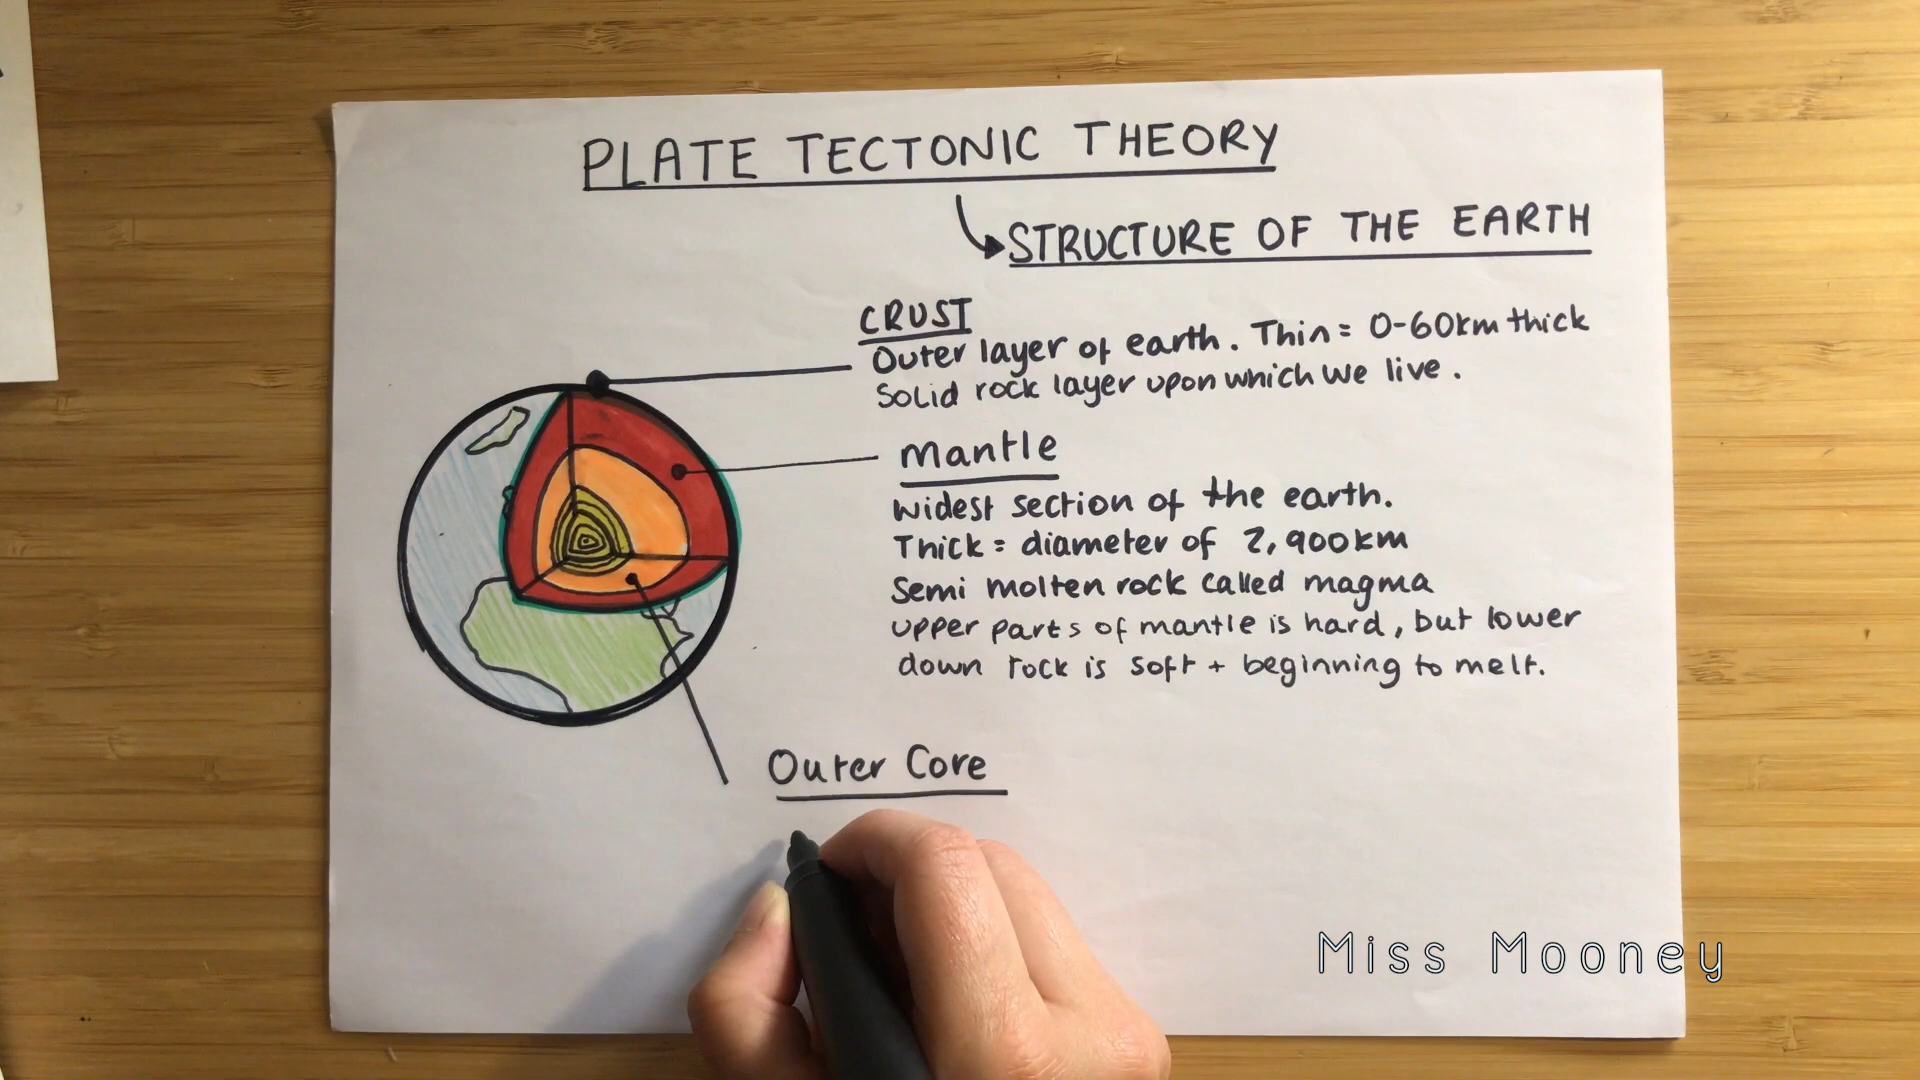 PLATE TECTONIC THEORY
STRUCTURE OF THE EARTH
CRUST
Outer layer of earth. Thin = 0-60km thick
Solid rock layer upon which we live.
Mantle
Widest section of the earth.
Thick = diameter of 2,900km
Semi molten rock called magma
upper parts of mantle is hard, but lower
down rock is soft + beginning to melt.
Outer Core
Miss Mooney